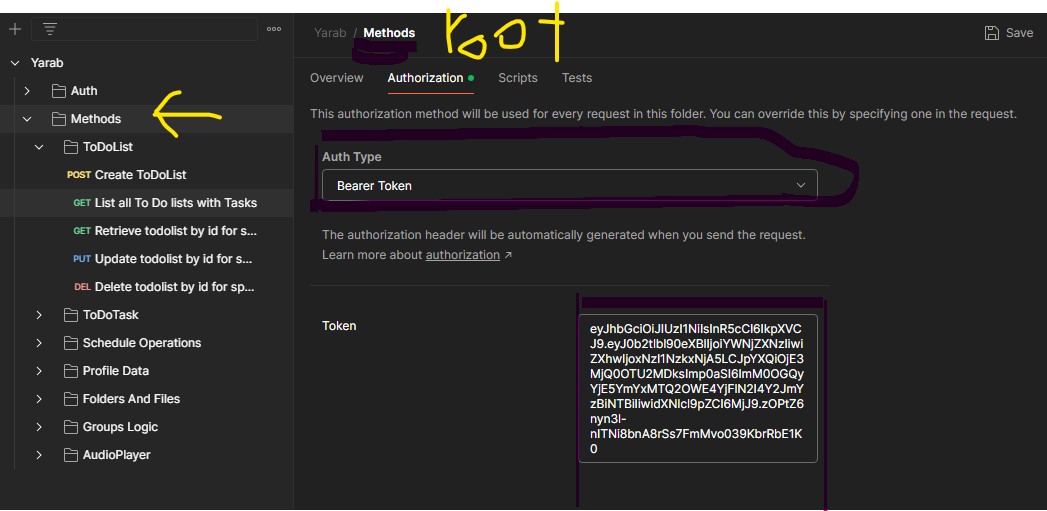 root
Yarab / Methods
Save
Yarab
Auth
Methods
ToDoList
POST Create ToDoList
GET List all To Do lists with Tasks
GET Retrieve todolist by id for s...
PUT Update todolist by id for s...
DEL Delete todolist by id for sp...
ToDoTask
Schedule Operations
Profile Data
Folders And Files
Groups Logic
AudioPlayer
Overview Authorization Scripts Tests
This authorization method will be used for every request in this folder. You can override this by specifying one in the request.
Auth Type
Bearer Token
The authorization header will be automatically generated when you send the request.
Learn more about authorization ↗
Token